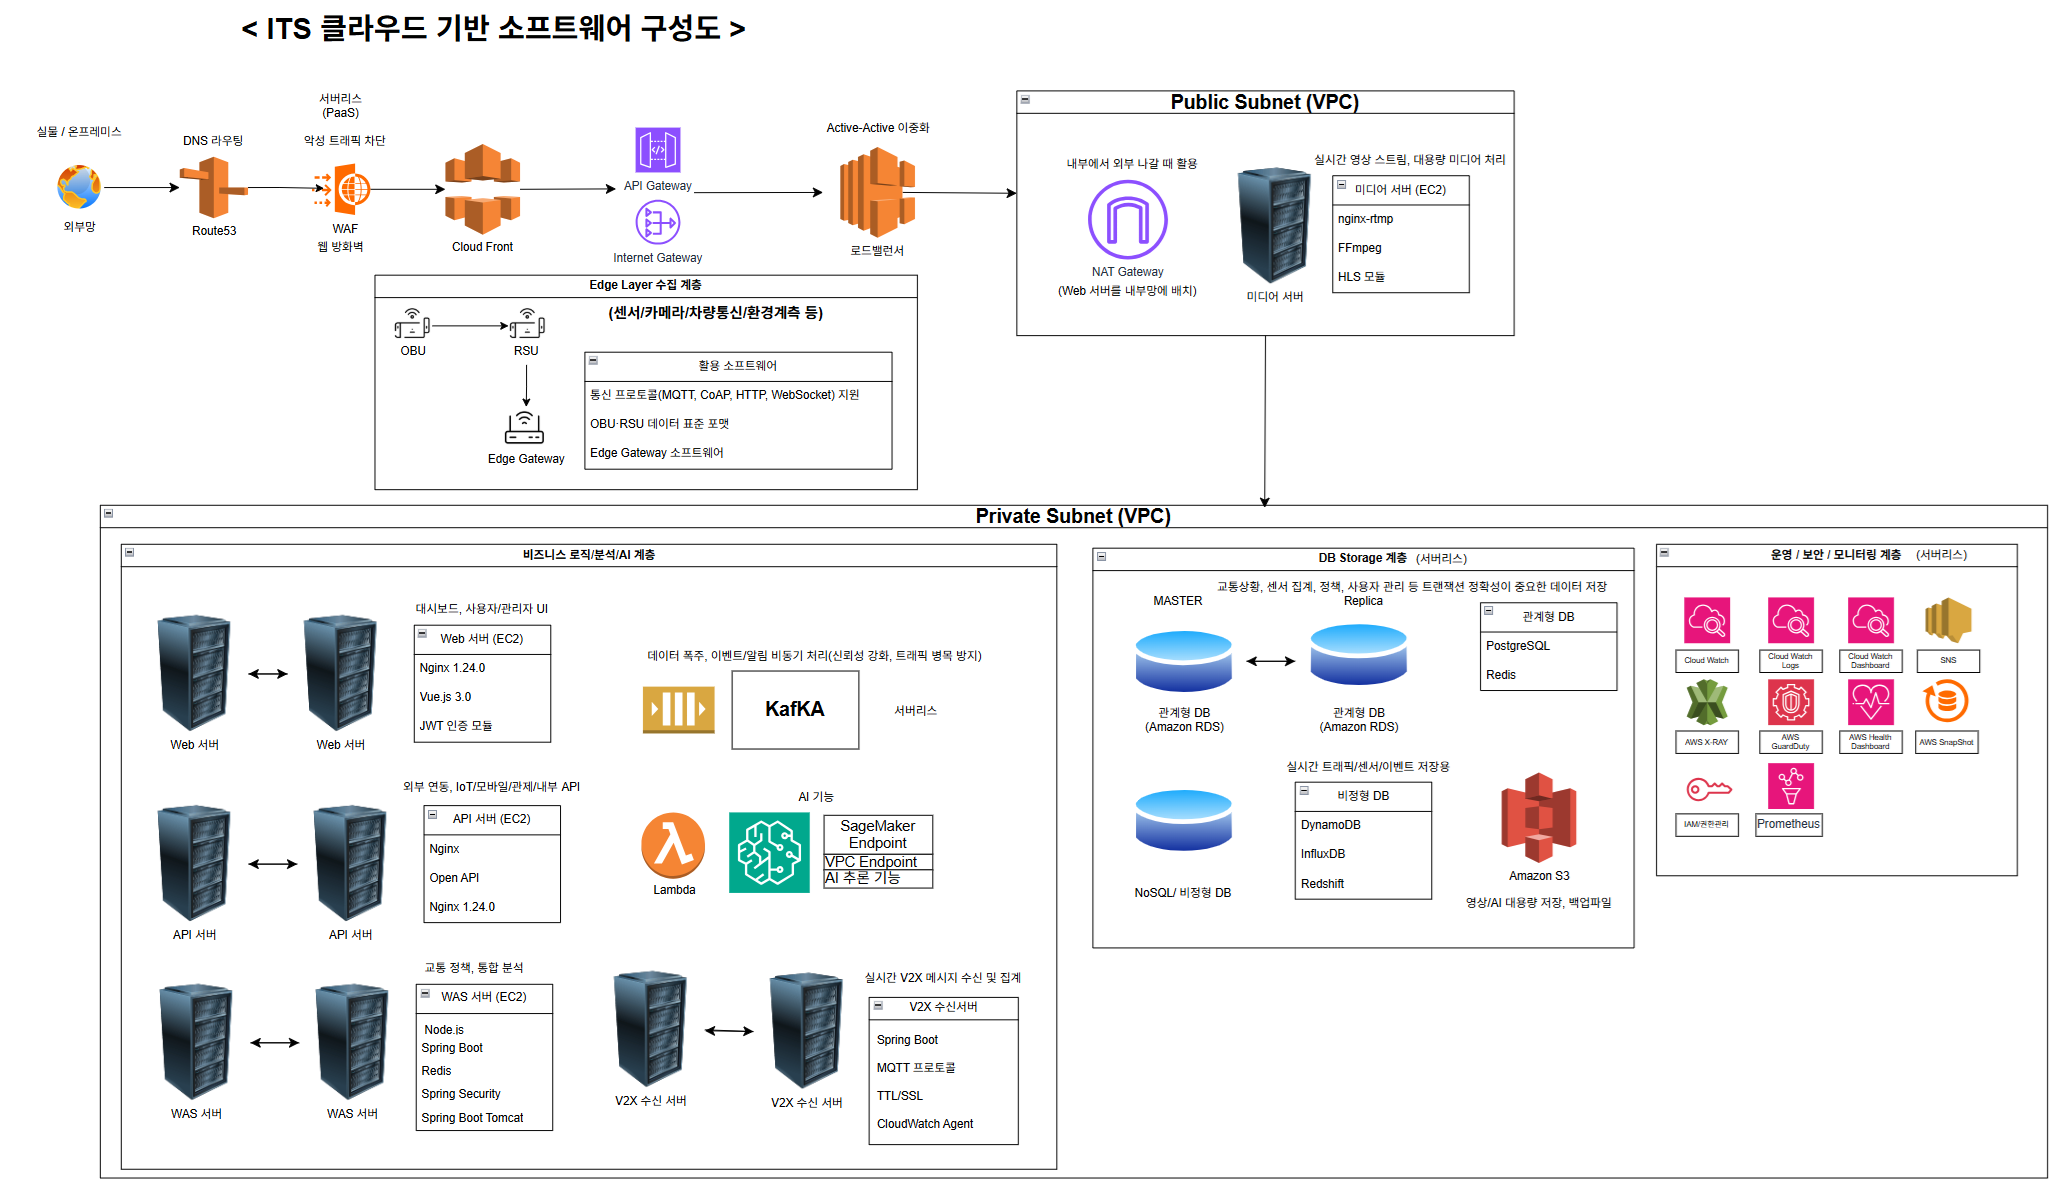 < ITS 클라우드 기반 소프트웨어 구성도 >
실물 / 온프레미스
외부망
DNS 라우팅
Route53
서버리스
(PaaS)
악성 트래픽 차단
WAF
웹 방화벽
Cloud Front
API Gateway
Internet Gateway
Active-Active 이중화
로드밸런서
Public Subnet (VPC)
내부에서 외부 나갈 때 활용
NAT Gateway
(Web 서버를 내부망에 배치)
실시간 영상 스트림, 대용량 미디어 처리
미디어 서버
미디어 서버 (EC2)
nginx-rtmp
FFmpeg
HLS 모듈
Edge Layer 수집 계층
(센서/카메라/차량통신/환경계측 등)
OBU
RSU
Edge Gateway
활용 소프트웨어
통신 프로토콜(MQTT, CoAP, HTTP, WebSocket) 지원
OBU·RSU 데이터 표준 포맷
Edge Gateway 소프트웨어
Private Subnet (VPC)
비즈니스 로직/분석/AI 계층
대시보드, 사용자/관리자 UI
Web 서버
Web 서버
Web 서버 (EC2)
Nginx 1.24.0
Vue.js 3.0
JWT 인증 모듈
데이터 폭주, 이벤트/알림 비동기 처리(신뢰성 강화, 트래픽 병목 방지)
KafKA
서버리스
외부 연동, IoT/모바일/관제/내부 API
API 서버
API 서버
API 서버 (EC2)
Nginx
Open API
Nginx 1.24.0
Lambda
AI 기능
SageMaker
Endpoint
VPC Endpoint
AI 추론 기능
교통 정책, 통합 분석
WAS 서버
WAS 서버
WAS 서버 (EC2)
Node.js
Spring Boot
Redis
Spring Security
Spring Boot Tomcat
V2X 수신 서버
V2X 수신 서버
실시간 V2X 메시지 수신 및 집계
V2X 수신서버
Spring Boot
MQTT 프로토콜
TTL/SSL
CloudWatch Agent
DB Storage 계층 (서버리스)
교통상황, 센서 집계, 정책, 사용자 관리 등 트랜잭션 정확성이 중요한 데이터 저장
MASTER
Replica
관계형 DB
(Amazon RDS)
관계형 DB
(Amazon RDS)
관계형 DB
PostgreSQL
Redis
실시간 트래픽/센서/이벤트 저장용
NoSQL/ 비정형 DB
비정형 DB
DynamoDB
InfluxDB
Redshift
Amazon S3
영상/AI 대용량 저장, 백업파일
운영 / 보안 / 모니터링 계층 (서버리스)
Cloud Watch
Cloud Watch
Logs
Cloud Watch
Dashboard
SNS
AWS X-RAY
AWS
GuardDuty
AWS Health
Dashboard
AWS SnapShot
IAM/권한관리
Prometheus